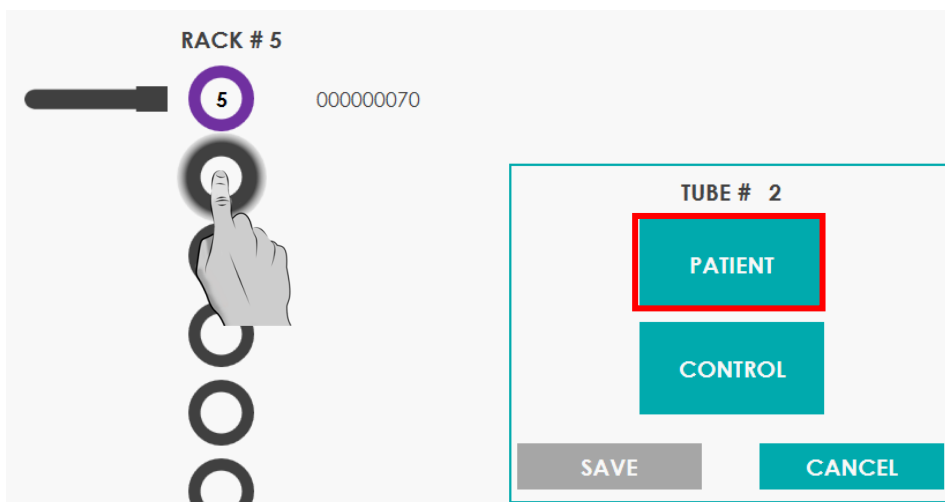 RACK # 5
5 000000070
TUBE # 2
PATIENT
CONTROL
SAVE CANCEL